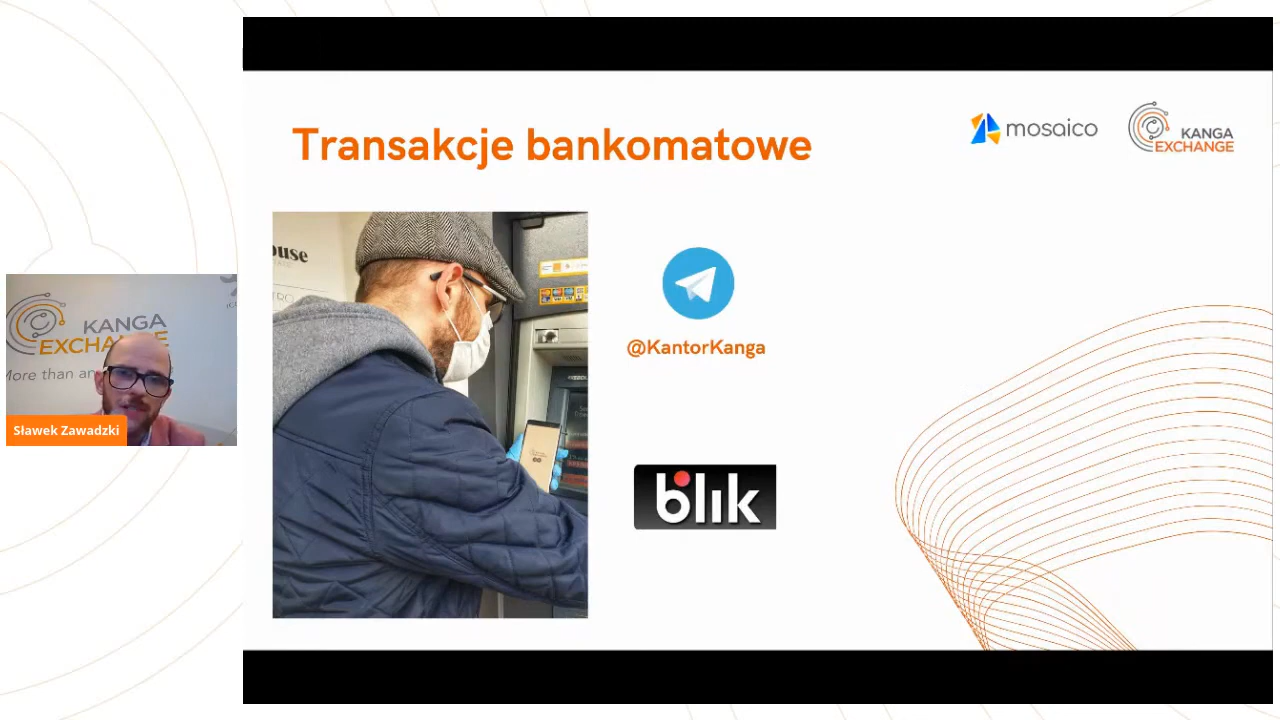 Transakcje bankomatowe
mosaico
KANGA
EXCHANGE
@KantorKanga
blik
KANGA
EXCHANGE
More than an
Sławek Zawadzki